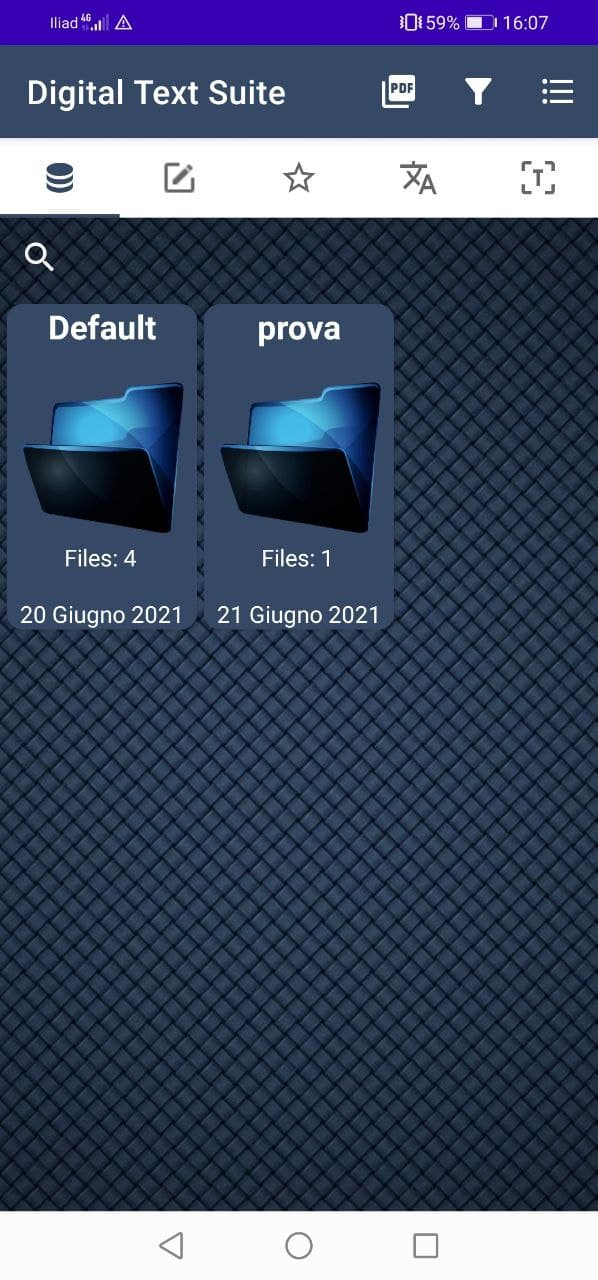 Iliad 4G 59% 16:07
Digital Text Suite PDF
Default prova
Files: 4 Files: 1
20 Giugno 2021 21 Giugno 2021